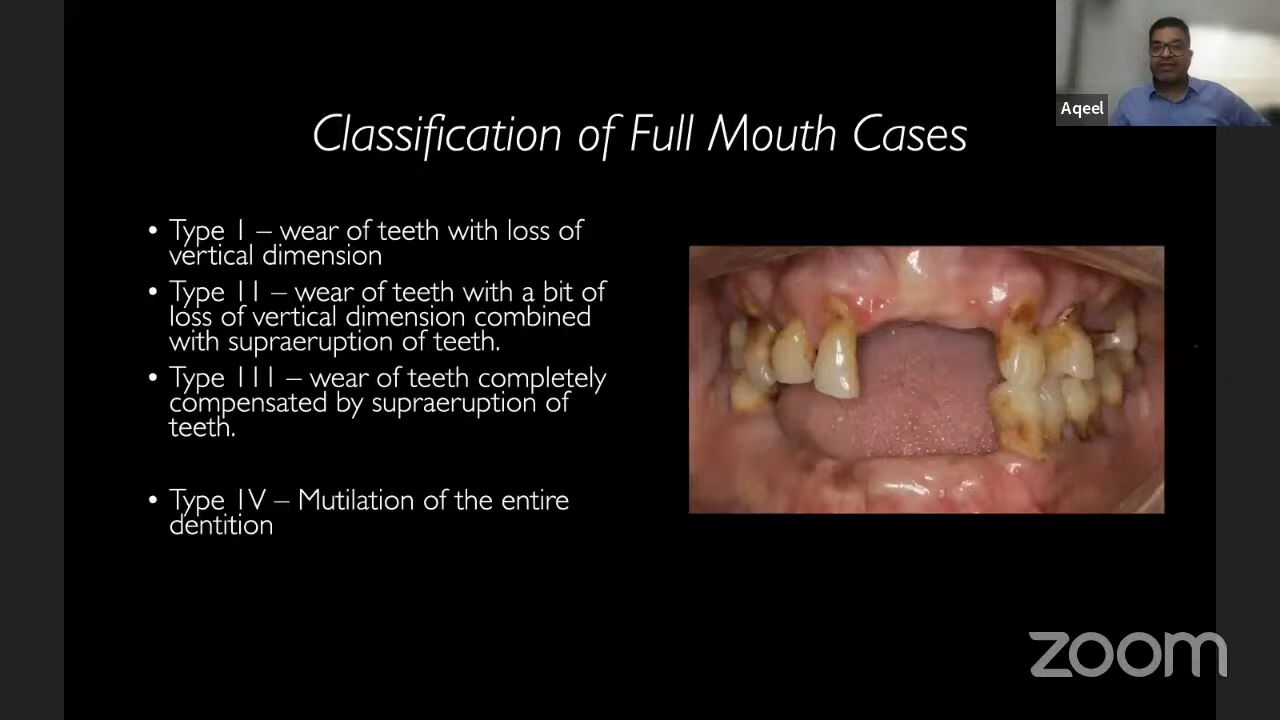 Aqeel
Classification of Full Mouth Cases
• Type I – wear of teeth with loss of
vertical dimension
• Type II – wear of teeth with a bit of
loss of vertical dimension combined
with supraeruption of teeth.
• Type III – wear of teeth completely
compensated by supraeruption of
teeth.
• Type IV – Mutilation of the entire
dentition
zoom